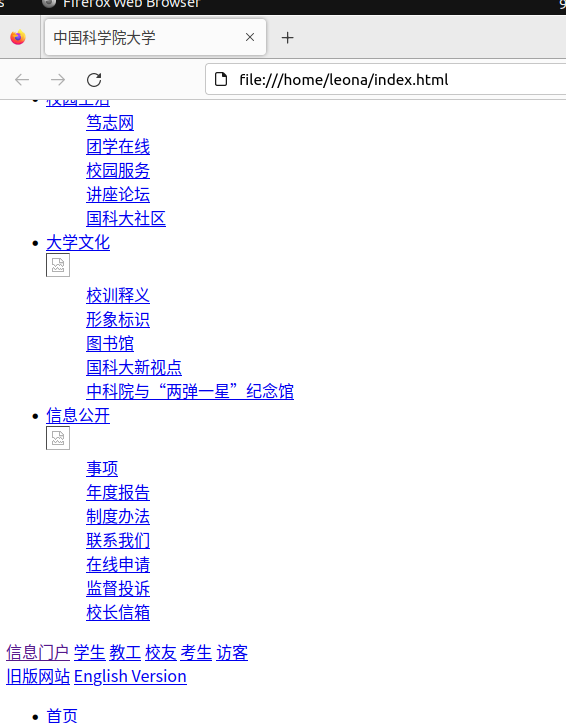 Firefox Web Browser
中国科学院大学
file:///home/leona/index.html
校园生活
笃志网
团学在线
校园服务
讲座论坛
国科大社区
大学文化
校训释义
形象标识
图书馆
国科大新视点
中科院与“两弹一星”纪念馆
信息公开
事项
年度报告
制度办法
联系我们
在线申请
监督投诉
校长信箱
信息门户 学生 教工 校友 考生 访客
旧版网站 English Version
首页